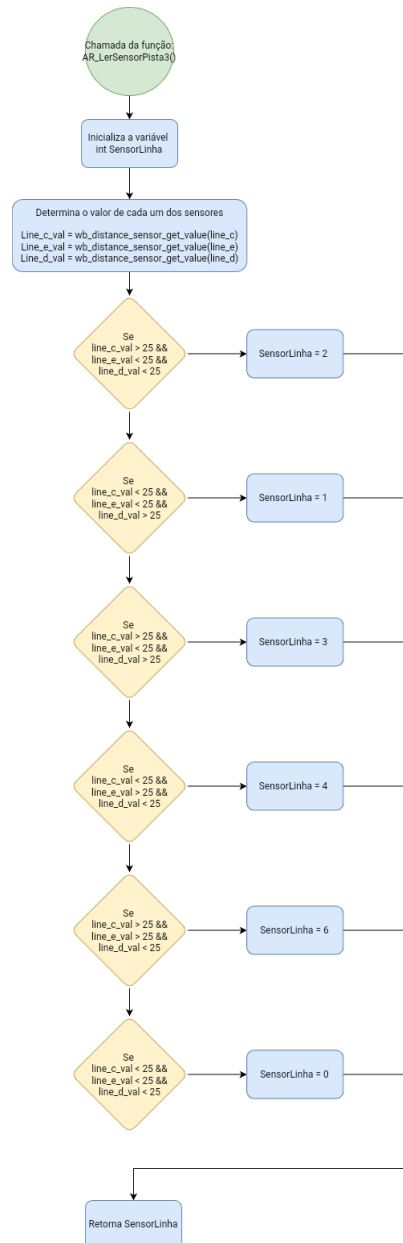 Chamada da função:
AR_LerSensorPista3()
Inicializa a variável
int SensorLinha
Determina o valor de cada um dos sensores
Line_c_val = wb_distance_sensor_get_value(line_c)
Line_e_val = wb_distance_sensor_get_value(line_e)
Line_d_val = wb_distance_sensor_get_value(line_d)
Se
line_c_val > 25 &&
line_e_val < 25 &&
line_d_val < 25
SensorLinha = 2
Se
line_c_val < 25 &&
line_e_val < 25 &&
line_d_val > 25
SensorLinha = 1
Se
line_c_val > 25 &&
line_e_val < 25 &&
line_d_val > 25
SensorLinha = 3
Se
line_c_val < 25 &&
line_e_val > 25 &&
line_d_val < 25
SensorLinha = 4
Se
line_c_val > 25 &&
line_e_val > 25 &&
line_d_val < 25
SensorLinha = 6
Se
line_c_val < 25 &&
line_e_val < 25 &&
line_d_val < 25
SensorLinha = 0
Retorna SensorLinha